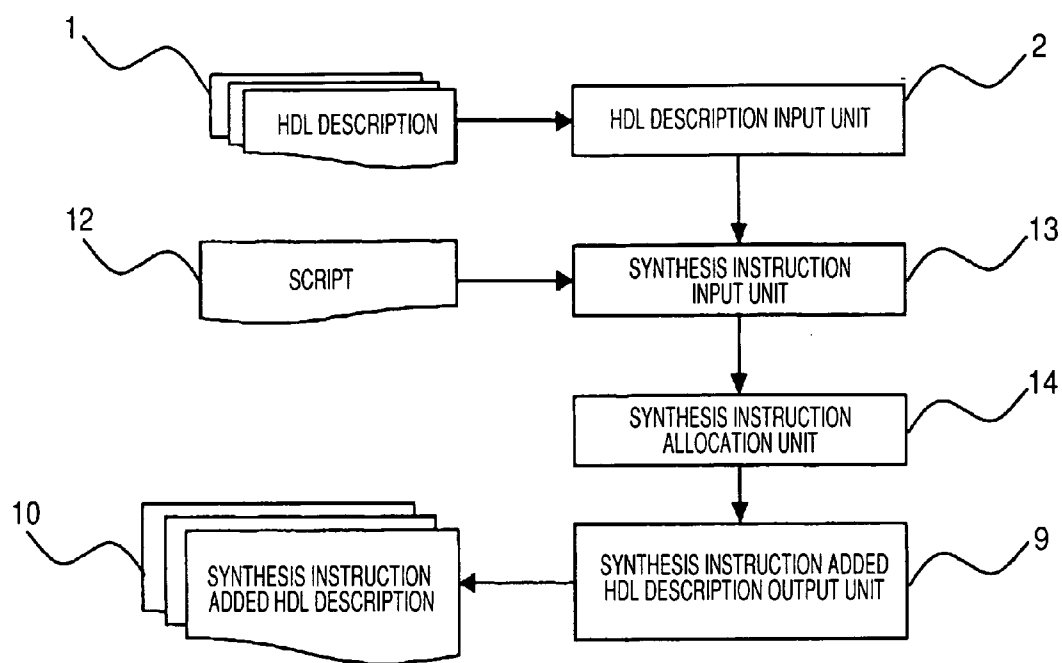 1
2
HDL DESCRIPTION
HDL DESCRIPTION INPUT UNIT
12
13
SCRIPT
SYNTHESIS INSTRUCTION
INPUT UNIT
14
SYNTHESIS INSTRUCTION
ALLOCATION UNIT
10
9
SYNTHESIS INSTRUCTION
ADDED HDL DESCRIPTION
SYNTHESIS INSTRUCTION ADDED
HDL DESCRIPTION OUTPUT UNIT